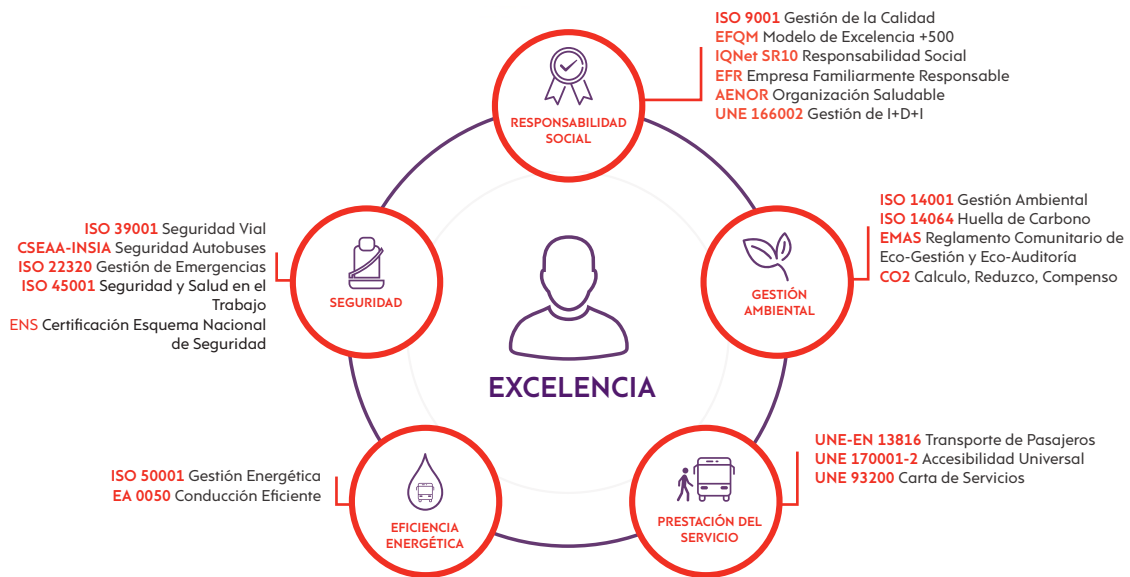 ISO 9001 Gestión de la Calidad
EFQM Modelo de Excelencia +500
IQNet SR10 Responsabilidad Social
EFR Empresa Familiarmente Responsable
AENOR Organización Saludable
UNE 166002 Gestión de I+D+I
RESPONSABILIDAD
SOCIAL
ISO 14001 Gestión Ambiental
ISO 14064 Huella de Carbono
EMAS Reglamento Comunitario de
Eco-Gestión y Eco-Auditoría
CO2 Calculo, Reduzco, Compenso
GESTIÓN
AMBIENTAL
ISO 39001 Seguridad Vial
CSEAA-INSIA Seguridad Autobuses
ISO 22320 Gestión de Emergencias
ISO 45001 Seguridad y Salud en el
Trabajo
ENS Certificación Esquema Nacional
de Seguridad
SEGURIDAD
EXCELENCIA
UNE-EN 13816 Transporte de Pasajeros
UNE 170001-2 Accesibilidad Universal
UNE 93200 Carta de Servicios
PRESTACIÓN DEL
SERVICIO
ISO 50001 Gestión Energética
EA 0050 Conducción Eficiente
EFICIENCIA
ENERGÉTICA